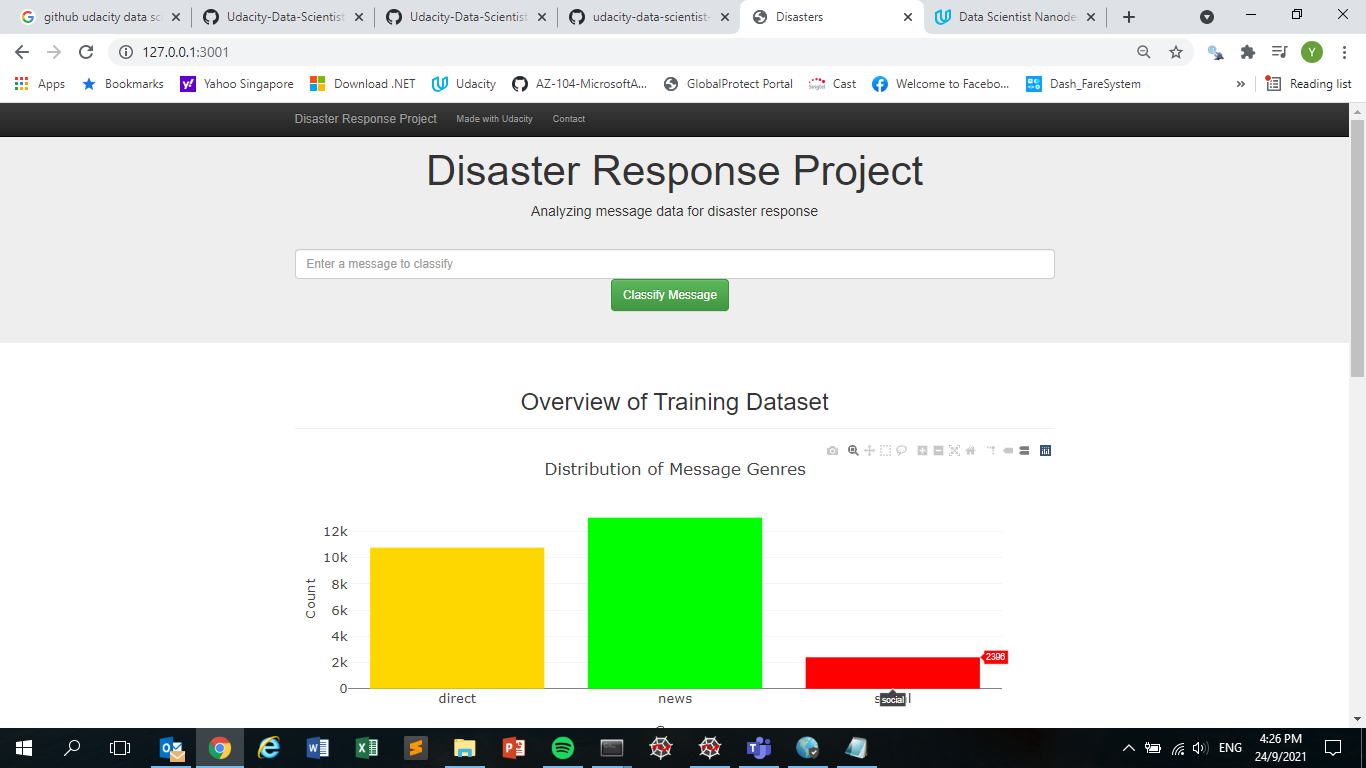 github udacity data sc
Udacity-Data-Scientist
Udacity-Data-Scientist
udacity-data-scientist-
Disasters
Data Scientist Nanode
127.0.0.1:3001
Y
Apps
Bookmarks
Yahoo Singapore
Download .NET
Udacity
AZ-104-MicrosoftA...
GlobalProtect Portal
Cast
Welcome to Facebo...
Dash_FareSystem
»
Reading list
Disaster Response Project
Made with Udacity
Contact
Disaster Response Project
Analyzing message data for disaster response
Enter a message to classify
Classify Message
Overview of Training Dataset
Distribution of Message Genres
12k
10k
8k
6k
4k
2k
0
Count
2396
direct
news
social
ENG
4:26 PM
24/9/2021